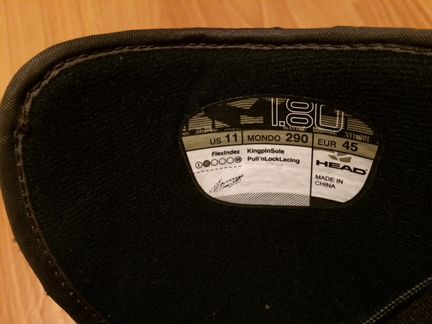 1.80
US 11 MONDO 290 EUR 45
FlexIndex KingpinSole
Pull'nLockLacing
HEAD
MADE IN
CHINA